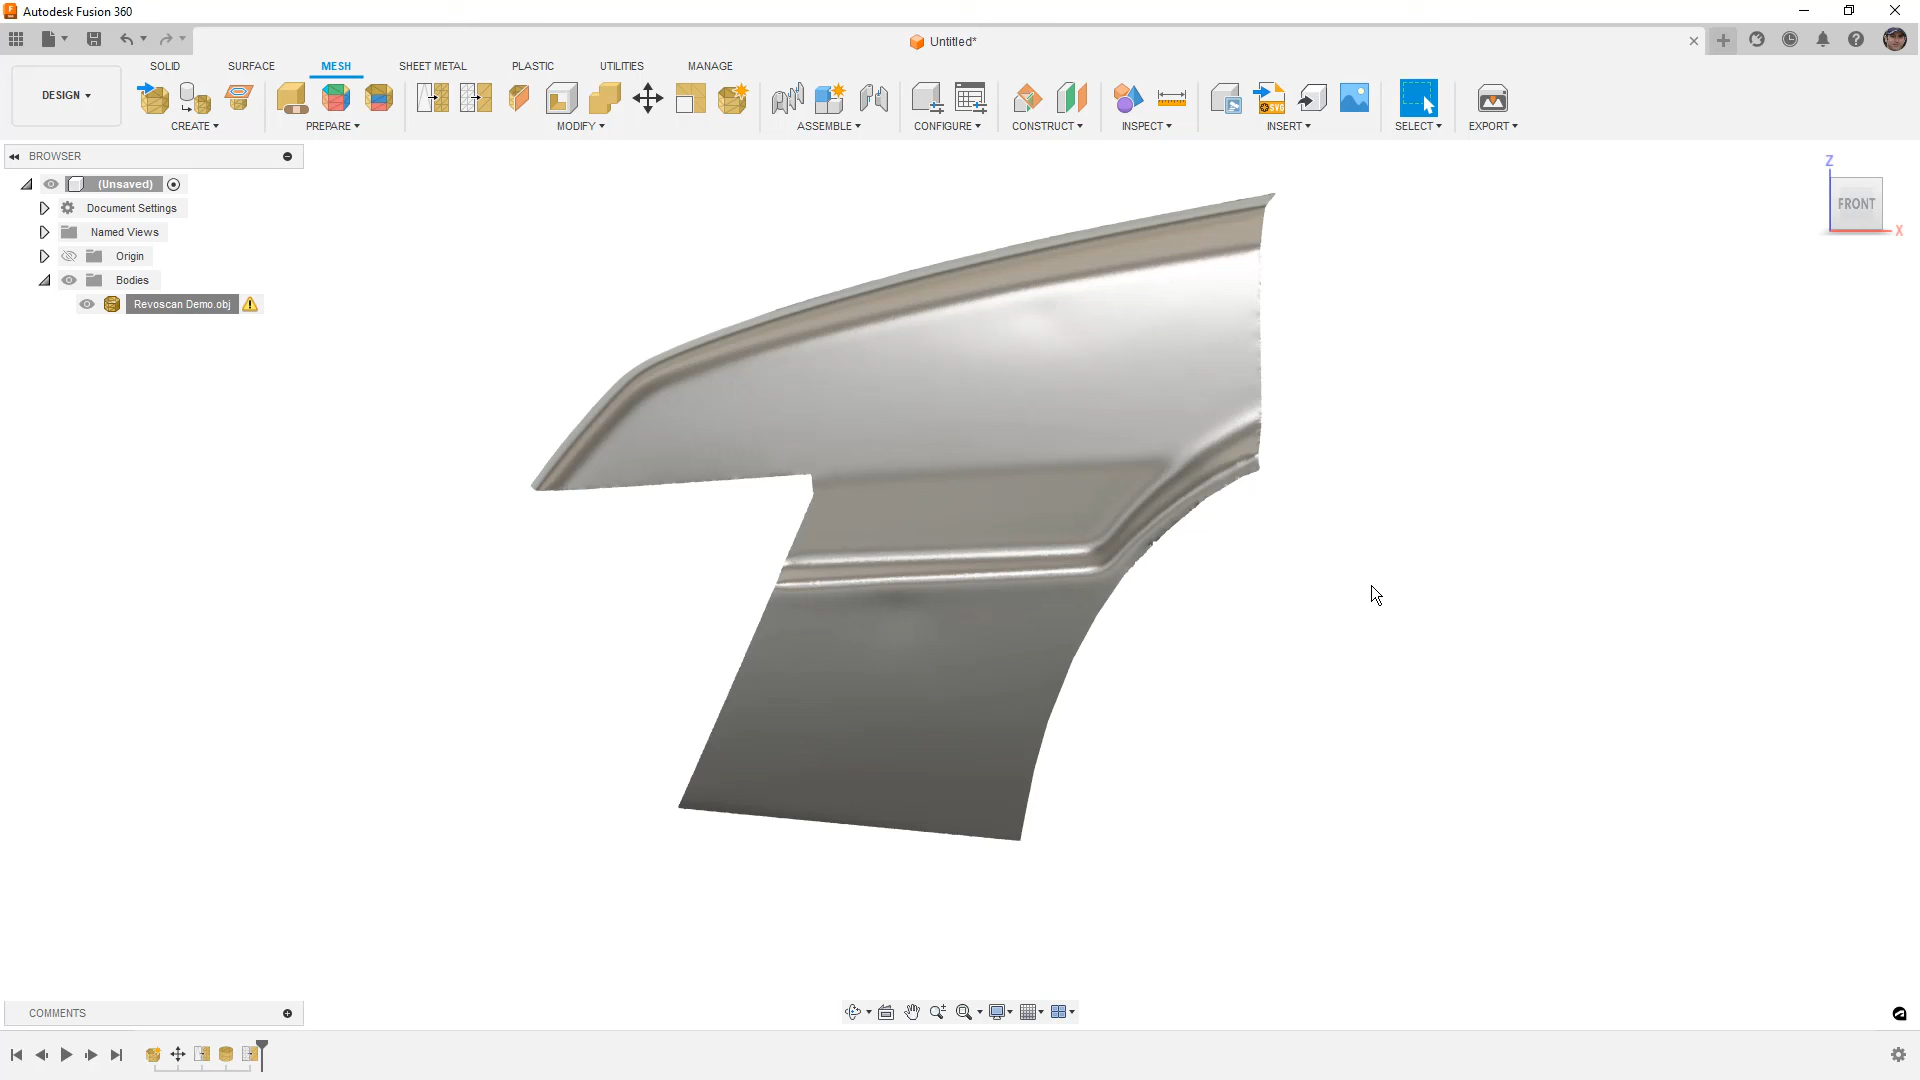 Autodesk Fusion 360
Untitled*
DESIGN
SOLID SURFACE MESH SHEET METAL PLASTIC UTILITIES MANAGE
CREATE PREPARE MODIFY ASSEMBLE CONFIGURE CONSTRUCT INSPECT INSERT SELECT EXPORT
BROWSER
(Unsaved)
Document Settings
Named Views
Origin
Bodies
Revoscan Demo.obj
Z
FRONT
X
COMMENTS